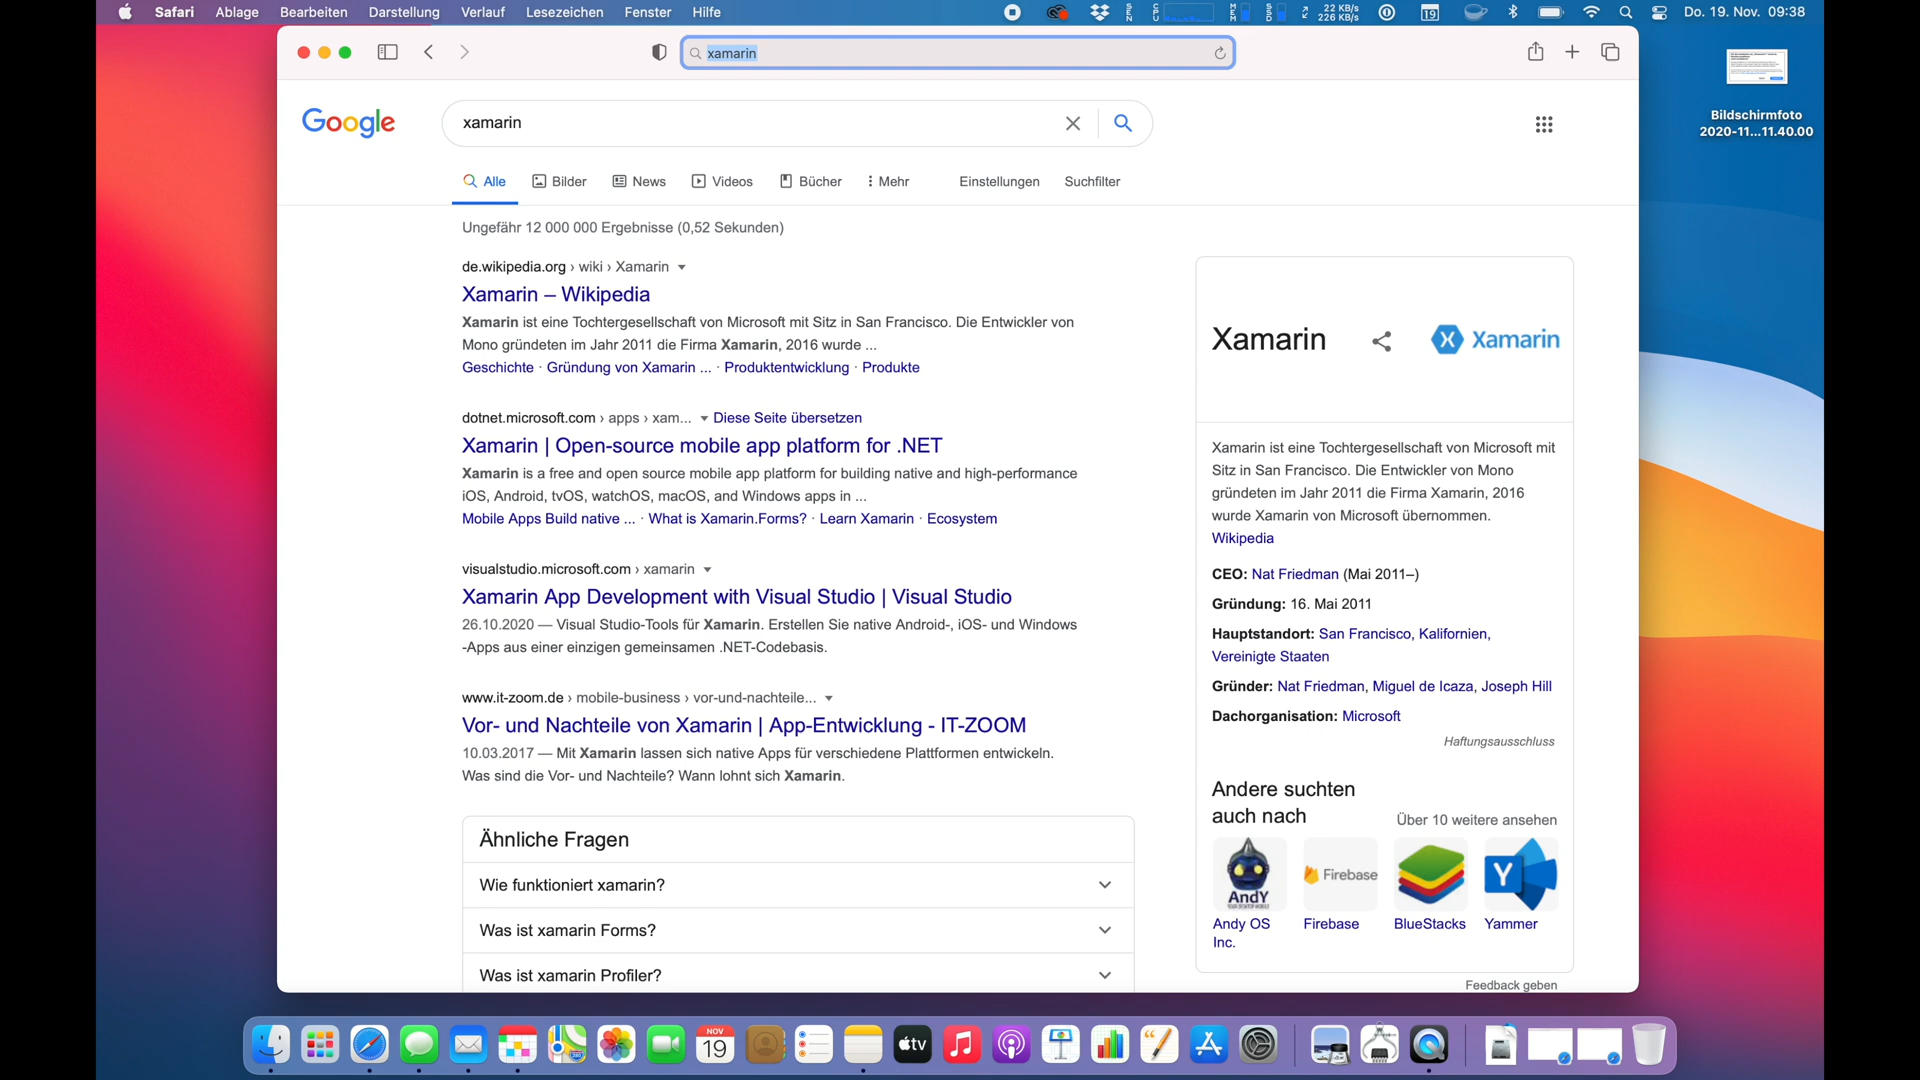 Safari Ablage Bearbeiten Darstellung Verlauf Lesezeichen Fenster Hilfe
22 KB/s
226 KB/s
19
Do. 19. Nov. 09:38
xamarin
Bildschirmfoto
2020-11...11.40.00
Google
xamarin
Alle Bilder News Videos Bücher Mehr Einstellungen Suchfilter
Ungefähr 12 000 000 Ergebnisse (0,52 Sekunden)
de.wikipedia.org › wiki › Xamarin
Xamarin – Wikipedia
Xamarin ist eine Tochtergesellschaft von Microsoft mit Sitz in San Francisco. Die Entwickler von
Mono gründeten im Jahr 2011 die Firma Xamarin, 2016 wurde ...
Geschichte · Gründung von Xamarin ... · Produktentwicklung · Produkte
dotnet.microsoft.com › apps › xam... Diese Seite übersetzen
Xamarin | Open-source mobile app platform for .NET
Xamarin is a free and open source mobile app platform for building native and high-performance
iOS, Android, tvOS, watchOS, macOS, and Windows apps in ...
Mobile Apps Build native ... · What is Xamarin.Forms? · Learn Xamarin · Ecosystem
visualstudio.microsoft.com › xamarin
Xamarin App Development with Visual Studio | Visual Studio
26.10.2020 — Visual Studio-Tools für Xamarin. Erstellen Sie native Android-, iOS- und Windows
-Apps aus einer einzigen gemeinsamen .NET-Codebasis.
www.it-zoom.de › mobile-business › vor-und-nachteile...
Vor- und Nachteile von Xamarin | App-Entwicklung - IT-ZOOM
10.03.2017 — Mit Xamarin lassen sich native Apps für verschiedene Plattformen entwickeln.
Was sind die Vor- und Nachteile? Wann lohnt sich Xamarin.
Ähnliche Fragen
Wie funktioniert xamarin?
Was ist xamarin Forms?
Was ist xamarin Profiler?
Xamarin
Xamarin
Xamarin ist eine Tochtergesellschaft von Microsoft mit
Sitz in San Francisco. Die Entwickler von Mono
gründeten im Jahr 2011 die Firma Xamarin, 2016
wurde Xamarin von Microsoft übernommen.
Wikipedia
CEO: Nat Friedman (Mai 2011–)
Gründung: 16. Mai 2011
Hauptstandort: San Francisco, Kalifornien,
Vereinigte Staaten
Gründer: Nat Friedman, Miguel de Icaza, Joseph Hill
Dachorganisation: Microsoft
Haftungsausschluss
Andere suchten
auch nach
Über 10 weitere ansehen
AndY
Firebase
Y
Andy OS
Inc.
Firebase
BlueStacks
Yammer
Feedback geben
NOV
19
tv